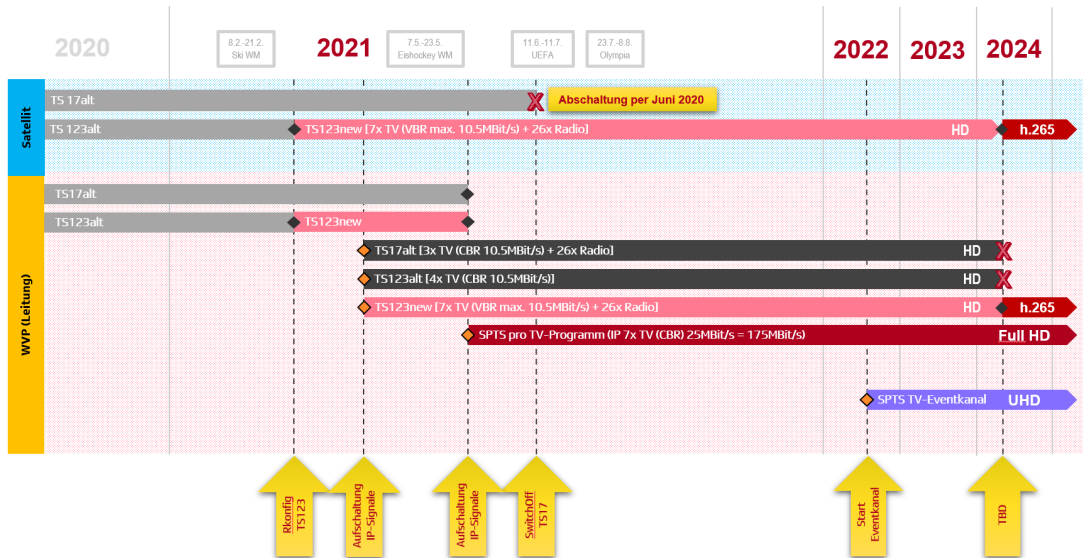 2020
8.2.-21.2.
Ski WM
2021
7.5.-23.5.
Eishockey WM
11.6.-11.7.
UEFA
23.7.-8.8.
Olympia
2022
2023
2024
Satellit
TS 17alt
X
Abschaltung per Juni 2020
TS 123alt
TS123new [7x TV (VBR max. 10.5MBit/s) + 26x Radio]
HD
h.265
WVP (Leitung)
TS17alt
TS123alt
TS123new
TS17alt [3x TV (CBR 10.5MBit/s) + 26x Radio]
HD
X
TS123alt [4x TV (CBR 10.5MBit/s)]
HD
X
TS123new [7x TV (VBR max. 10.5MBit/s) + 26x Radio]
HD
h.265
SPTS pro TV-Programm (IP 7x TV (CBR) 25MBit/s = 175MBit/s)
Full HD
SPTS TV-Eventkanal
UHD
Rkonfig
TS123
Aufschaltung
IP-Signale
Aufschaltung
IP-Signale
SwitchOff
TS17
Start
Eventkanal
TBD